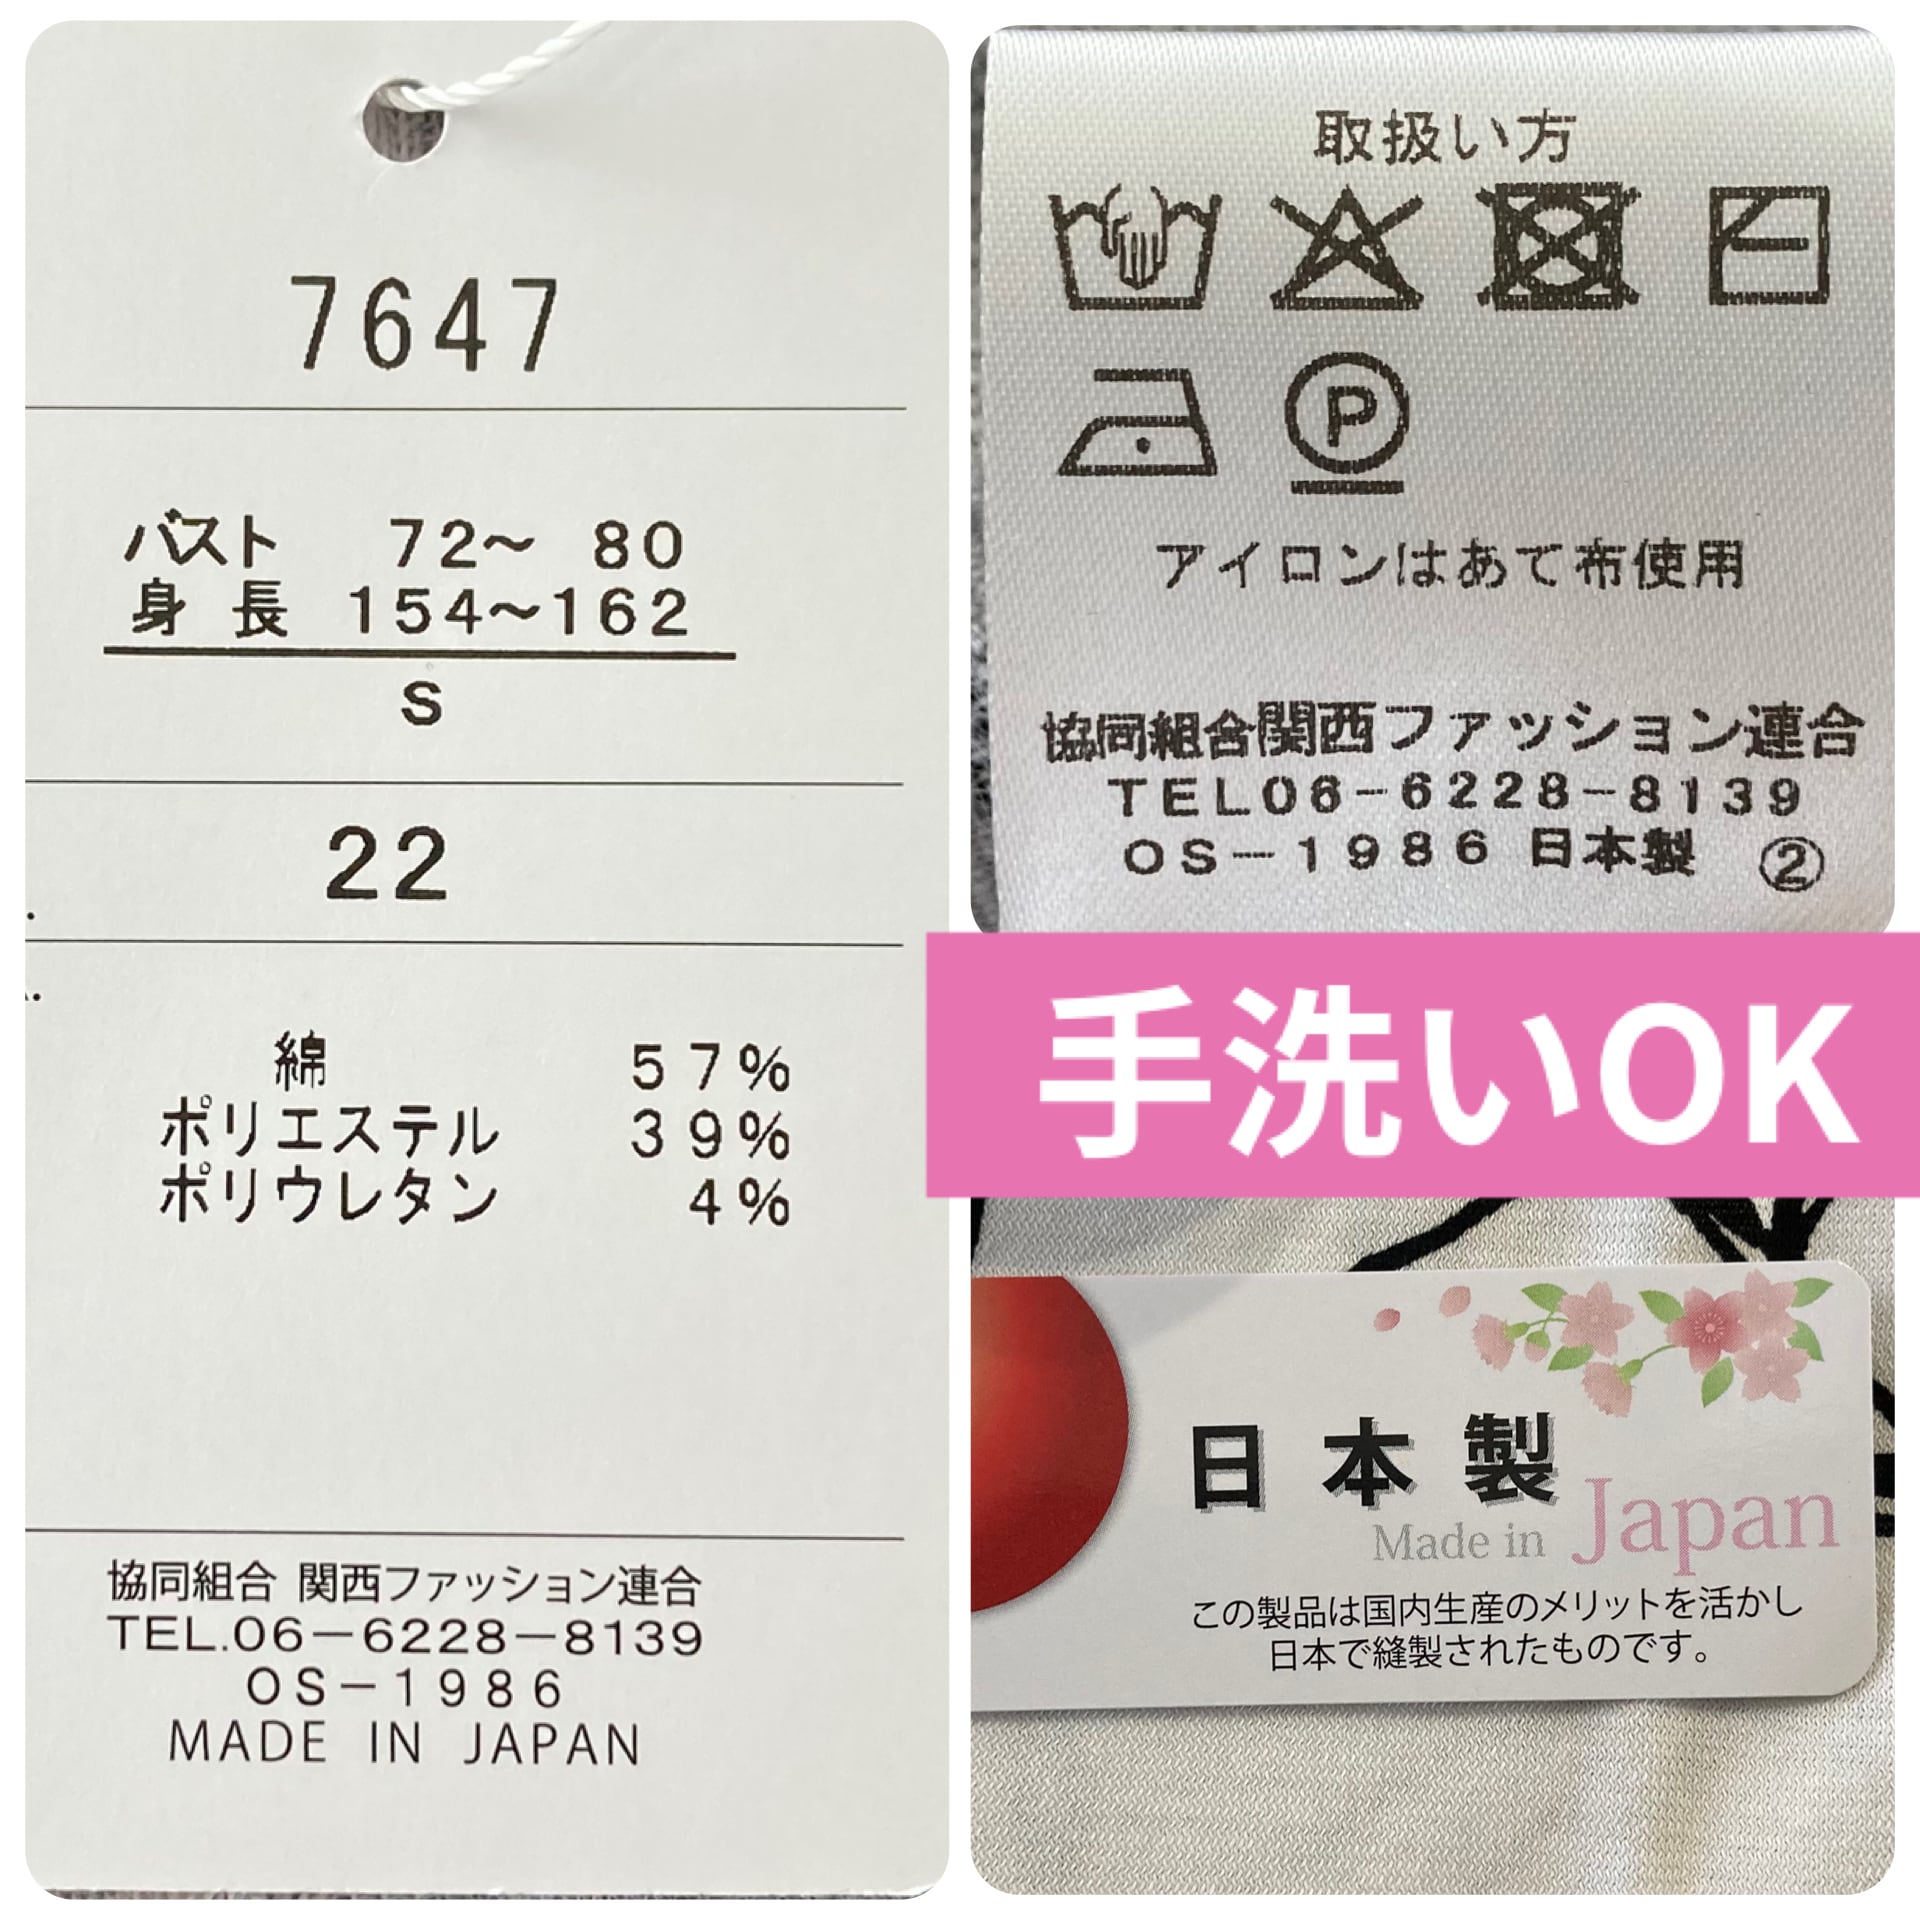 7647
バスト 72〜 80
身 長 154〜162
S
22
綿 57%
ポリエステル 39%
ポリウレタン 4%
協同組合 関西ファッション連合
TEL.06-6228-8139
OS-1986
MADE IN JAPAN
取扱い方
P
アイロンはあて布使用
協同組合関西ファッション連合
TEL06-6228-8139
OS-1986 日本製 ②
手洗いOK
日本製
Made in Japan
この製品は国内生産のメリットを活かし
日本で縫製されたものです。